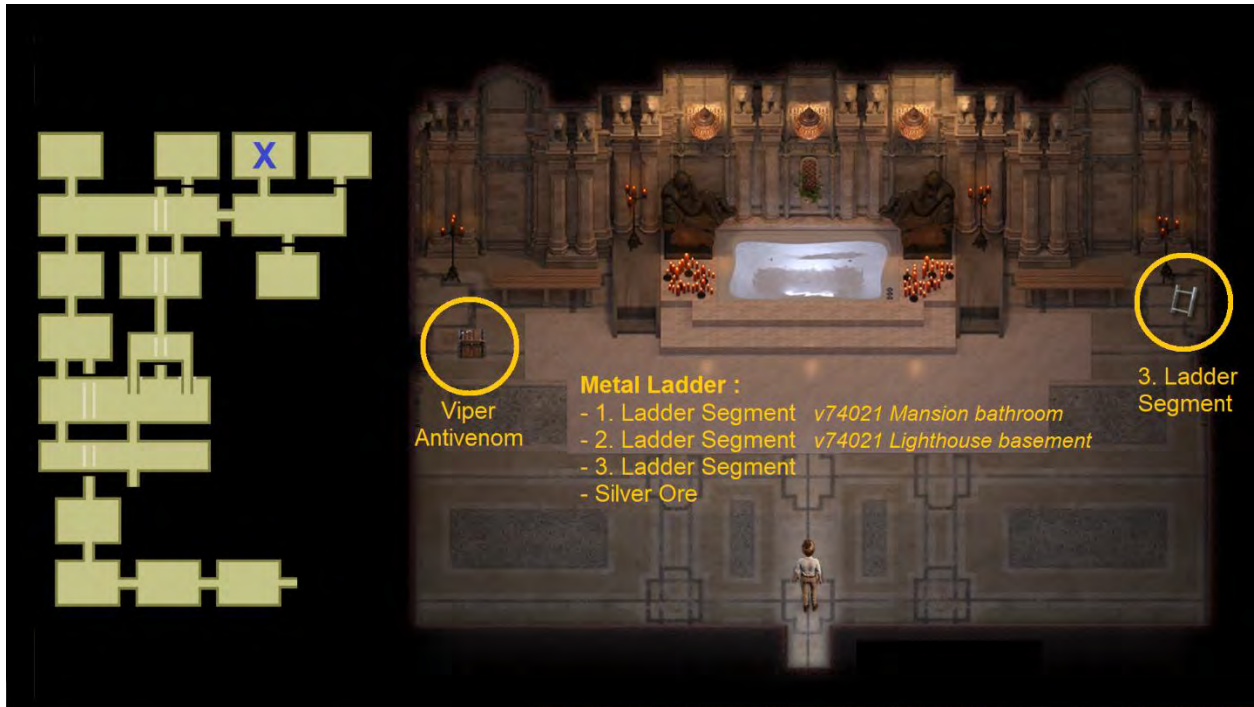 X
Viper
Antivenom
Metal Ladder :
- 1. Ladder Segment v74021 Mansion bathroom
- 2. Ladder Segment v74021 Lighthouse basement
- 3. Ladder Segment
- Silver Ore
3. Ladder
Segment